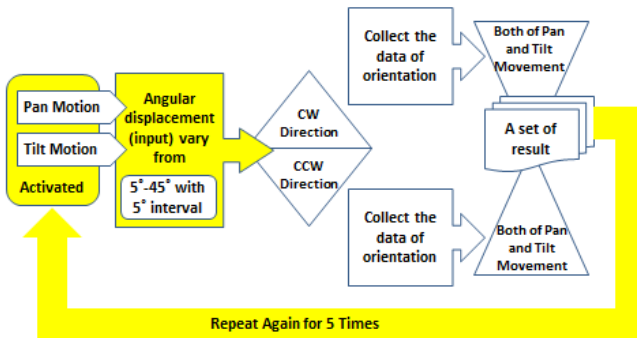 Pan Motion
Tilt Motion
Activated
Angular
displacement
(input) vary
from
5˚-45˚ with
5˚ interval
CW
Direction
CCW
Direction
Collect the
data of
orientation
Both of Pan
and Tilt
Movement
A set of
result
Collect the
data of
orientation
Both of Pan
and Tilt
Movement
Repeat Again for 5 Times